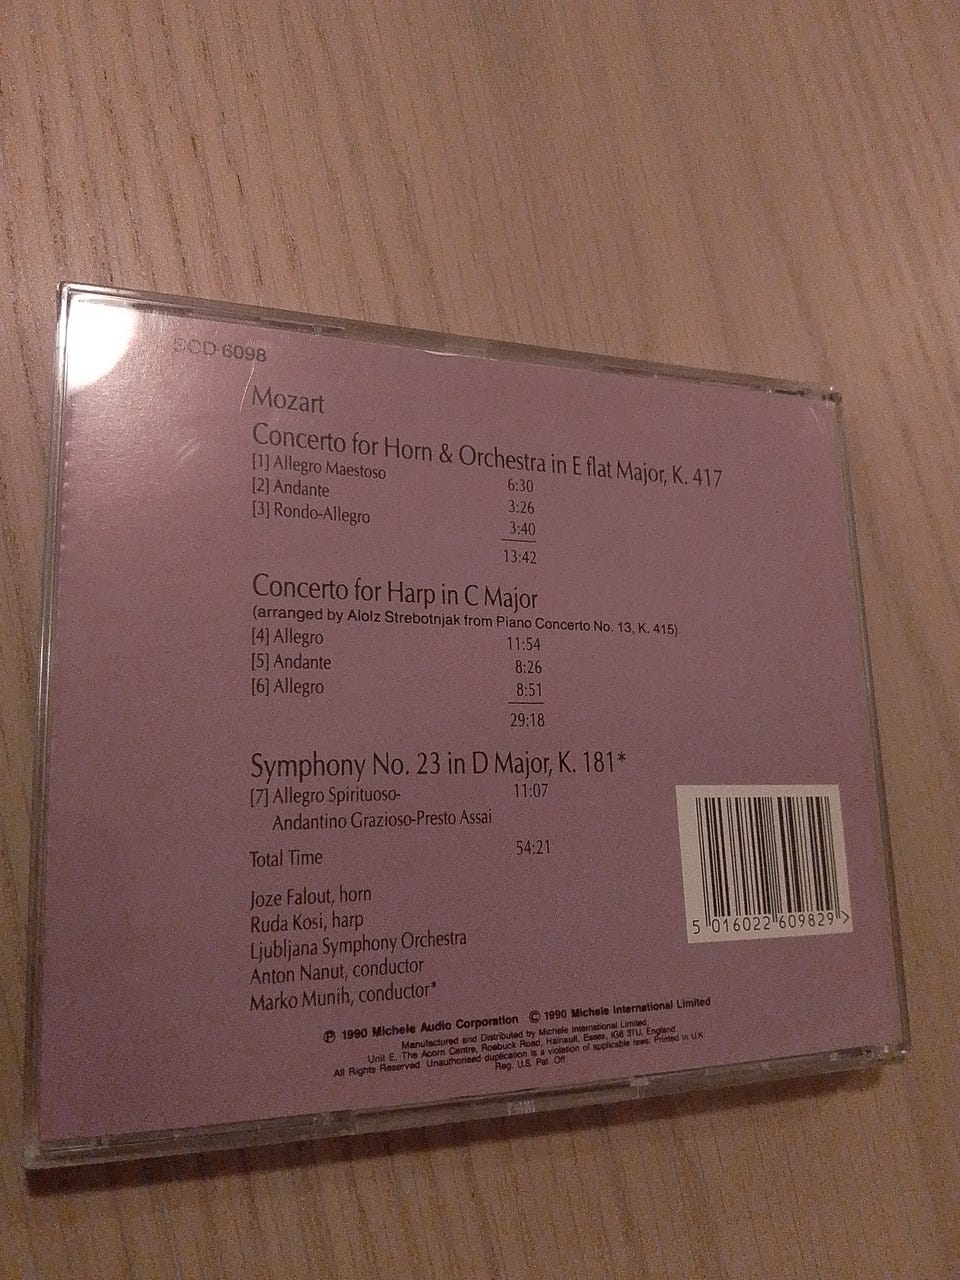 SCD 6098
Mozart
Concerto for Horn & Orchestra in E flat Major, K. 417
[1] Allegro Maestoso 6:30
[2] Andante 3:26
[3] Rondo-Allegro 3:40
13:42
Concerto for Harp in C Major
(arranged by Alolz Strebotnjak from Piano Concerto No. 13, K. 415)
[4] Allegro 11:54
[5] Andante 8:26
[6] Allegro 8:51
29:18
Symphony No. 23 in D Major, K. 181*
[7] Allegro Spirituoso- 11:07
Andantino Grazioso-Presto Assai
Total Time 54:21
Joze Falout, horn
Ruda Kosi, harp
Ljubljana Symphony Orchestra
Anton Nanut, conductor
Marko Munih, conductor*
℗ 1990 Michele Audio Corporation © 1990 Michele International Limited
Manufactured and Distributed by Michele International Limited,
Unit E, The Acorn Centre, Roebuck Road, Hainault, Essex, IG6 3TU, England.
All Rights Reserved. Unauthorised duplication is a violation of applicable laws. Printed in U.K
Reg. U.S. Pat. Off
5 016022 609829 >